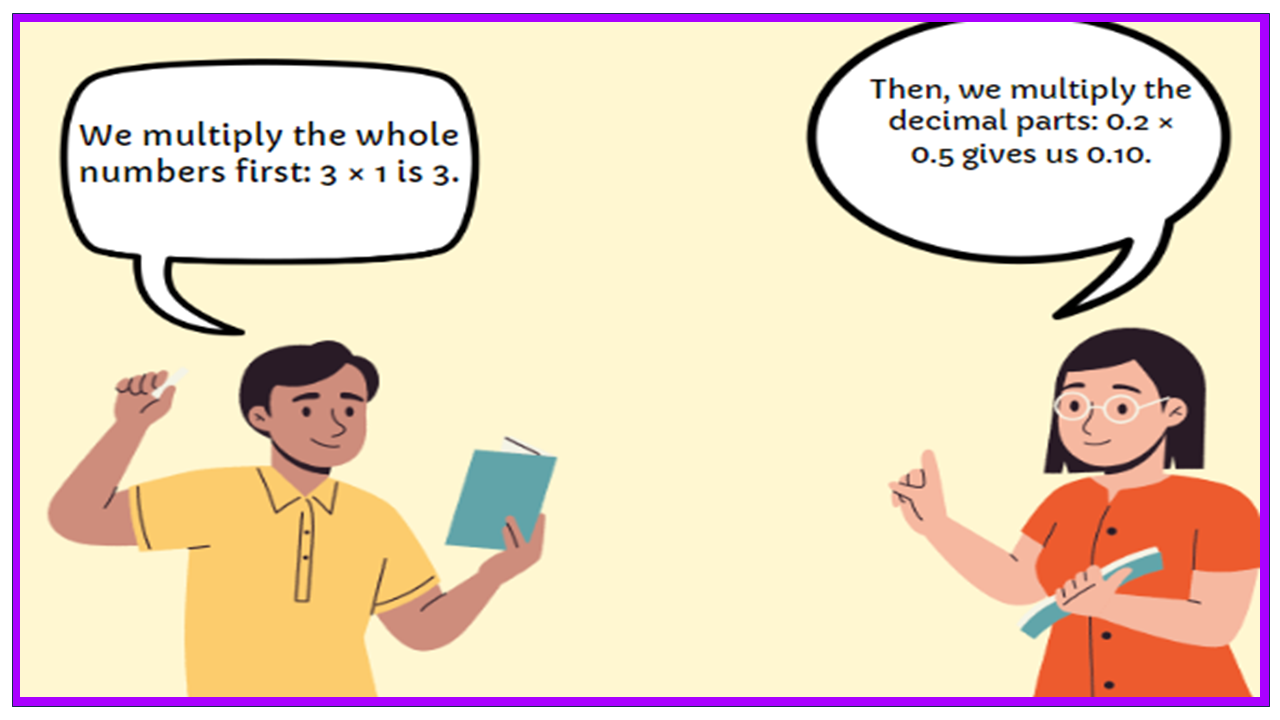 We multiply the whole
numbers first: 3 × 1 is 3.
Then, we multiply the
decimal parts: 0.2 ×
0.5 gives us 0.10.